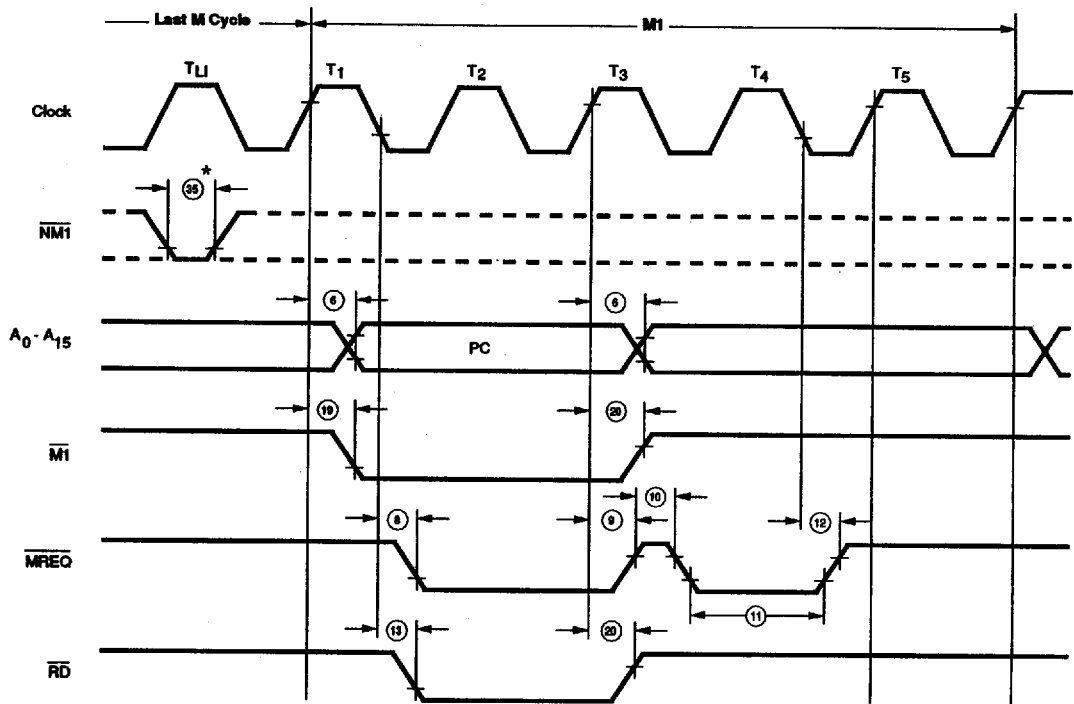 Last M Cycle
M1
TLI
T1
T2
T3
T4
T5
Clock
35 *
NM1
6
6
A0 - A15
PC
19
20
M1
10
8
9
12
MREQ
11
13
20
RD